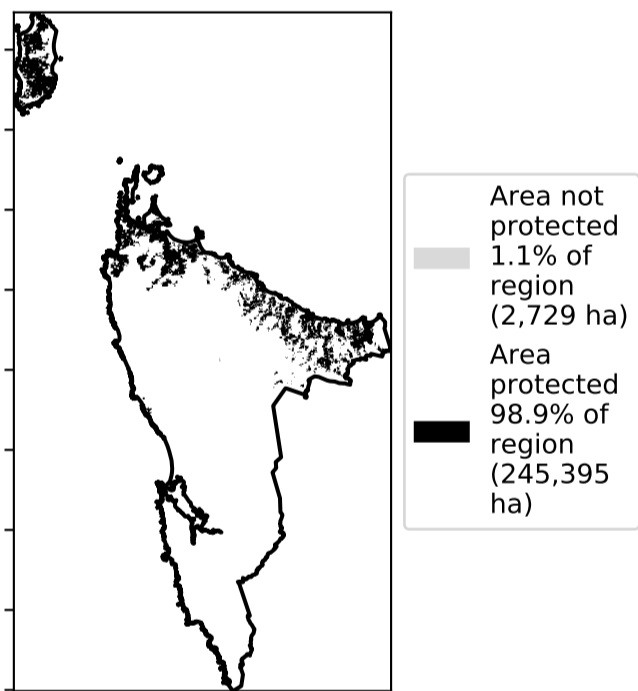 Area not
protected
1.1% of
region
(2,729 ha)
Area
protected
98.9% of
region
(245,395
ha)